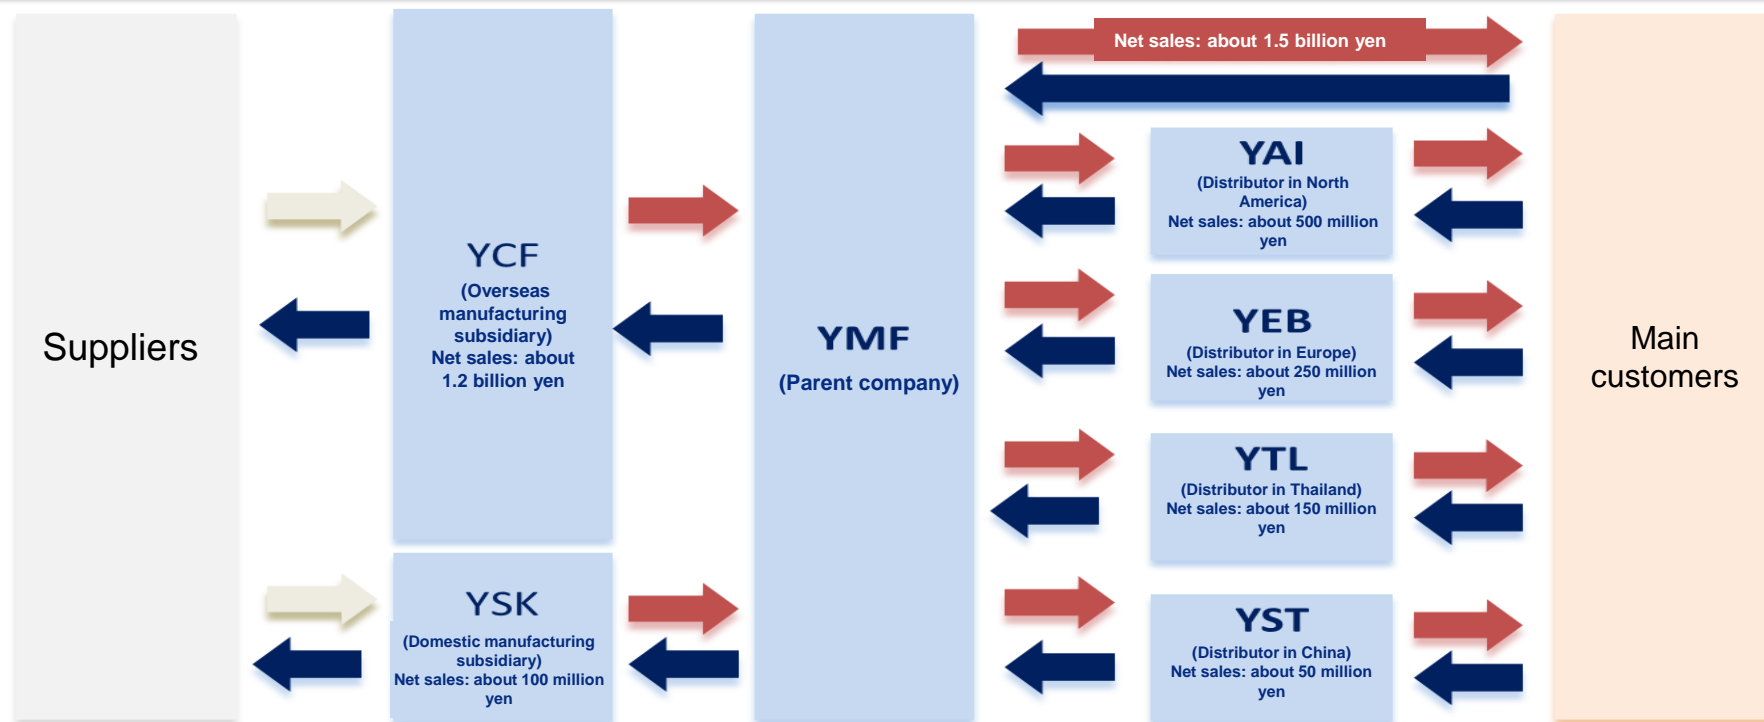 Suppliers
YCF
(Overseas
manufacturing
subsidiary)
Net sales: about
1.2 billion yen
YSK
(Domestic manufacturing
subsidiary)
Net sales: about 100 million
yen
YMF
(Parent company)
Net sales: about 1.5 billion yen
YAI
(Distributor in North
America)
Net sales: about 500 million
yen
YEB
(Distributor in Europe)
Net sales: about 250 million
yen
YTL
(Distributor in Thailand)
Net sales: about 150 million
yen
YST
(Distributor in China)
Net sales: about 50 million
yen
Main
customers